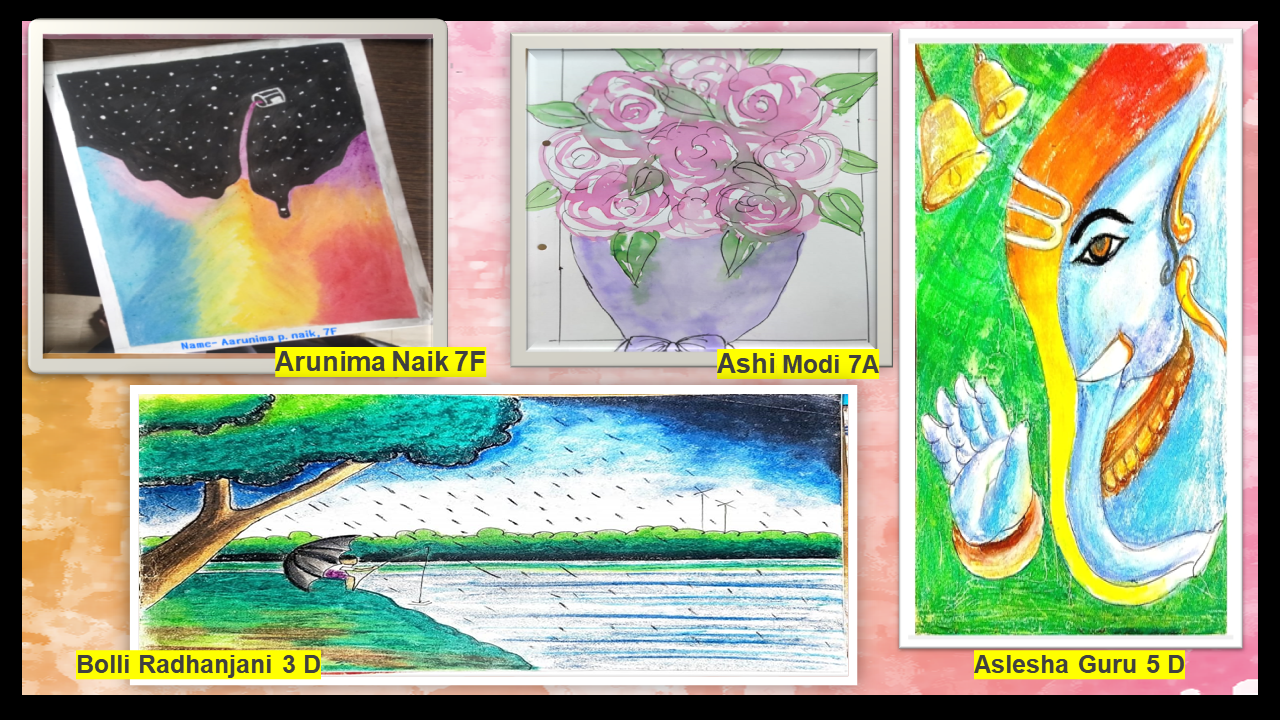 Name- Aarunima p. naik, 7F
Arunima Naik 7F
Ashi Modi 7A
Bolli Radhanjani 3 D
Aslesha Guru 5 D